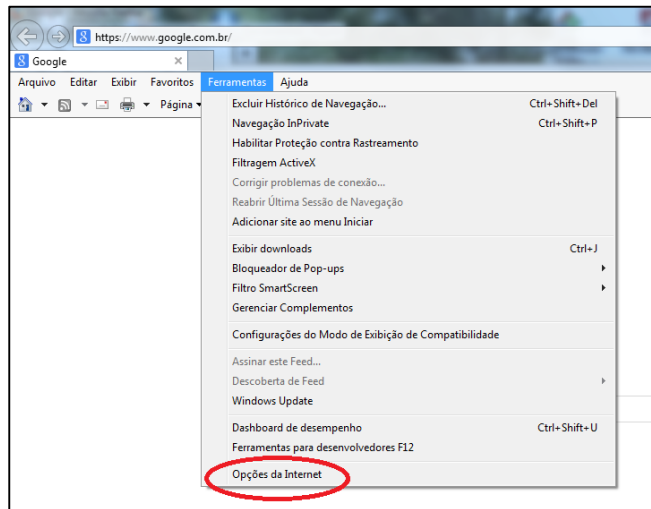 https://www.google.com.br/
Google
Arquivo Editar Exibir Favoritos Ferramentas Ajuda
Página
Excluir Histórico de Navegação... Ctrl+Shift+Del
Navegação InPrivate Ctrl+Shift+P
Habilitar Proteção contra Rastreamento
Filtragem ActiveX
Corrigir problemas de conexão...
Reabrir Última Sessão de Navegação
Adicionar site ao menu Iniciar
Exibir downloads Ctrl+J
Bloqueador de Pop-ups
Filtro SmartScreen
Gerenciar Complementos
Configurações do Modo de Exibição de Compatibilidade
Assinar este Feed...
Descoberta de Feed
Windows Update
Dashboard de desempenho Ctrl+Shift+U
Ferramentas para desenvolvedores F12
Opções da Internet